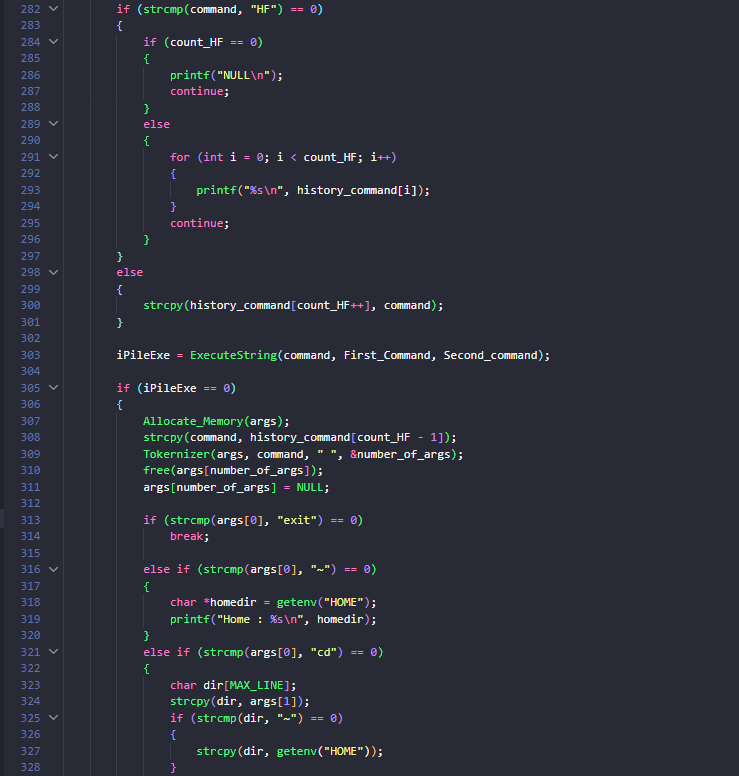 282 if (strcmp(command, "HF") == 0)
283 {
284 if (count_HF == 0)
285 {
286 printf("NULL\n");
287 continue;
288 }
289 else
290 {
291 for (int i = 0; i < count_HF; i++)
292 {
293 printf("%s\n", history_command[i]);
294 }
295 continue;
296 }
297 }
298 else
299 {
300 strcpy(history_command[count_HF++], command);
301 }
302
303 iPileExe = ExecuteString(command, First_Command, Second_command);
304
305 if (iPileExe == 0)
306 {
307 Allocate_Memory(args);
308 strcpy(command, history_command[count_HF - 1]);
309 Tokernizer(args, command, " ", &number_of_args);
310 free(args[number_of_args]);
311 args[number_of_args] = NULL;
312
313 if (strcmp(args[0], "exit") == 0)
314 break;
315
316 else if (strcmp(args[0], "~") == 0)
317 {
318 char *homedir = getenv("HOME");
319 printf("Home : %s\n", homedir);
320 }
321 else if (strcmp(args[0], "cd") == 0)
322 {
323 char dir[MAX_LINE];
324 strcpy(dir, args[1]);
325 if (strcmp(dir, "~") == 0)
326 {
327 strcpy(dir, getenv("HOME"));
328 }